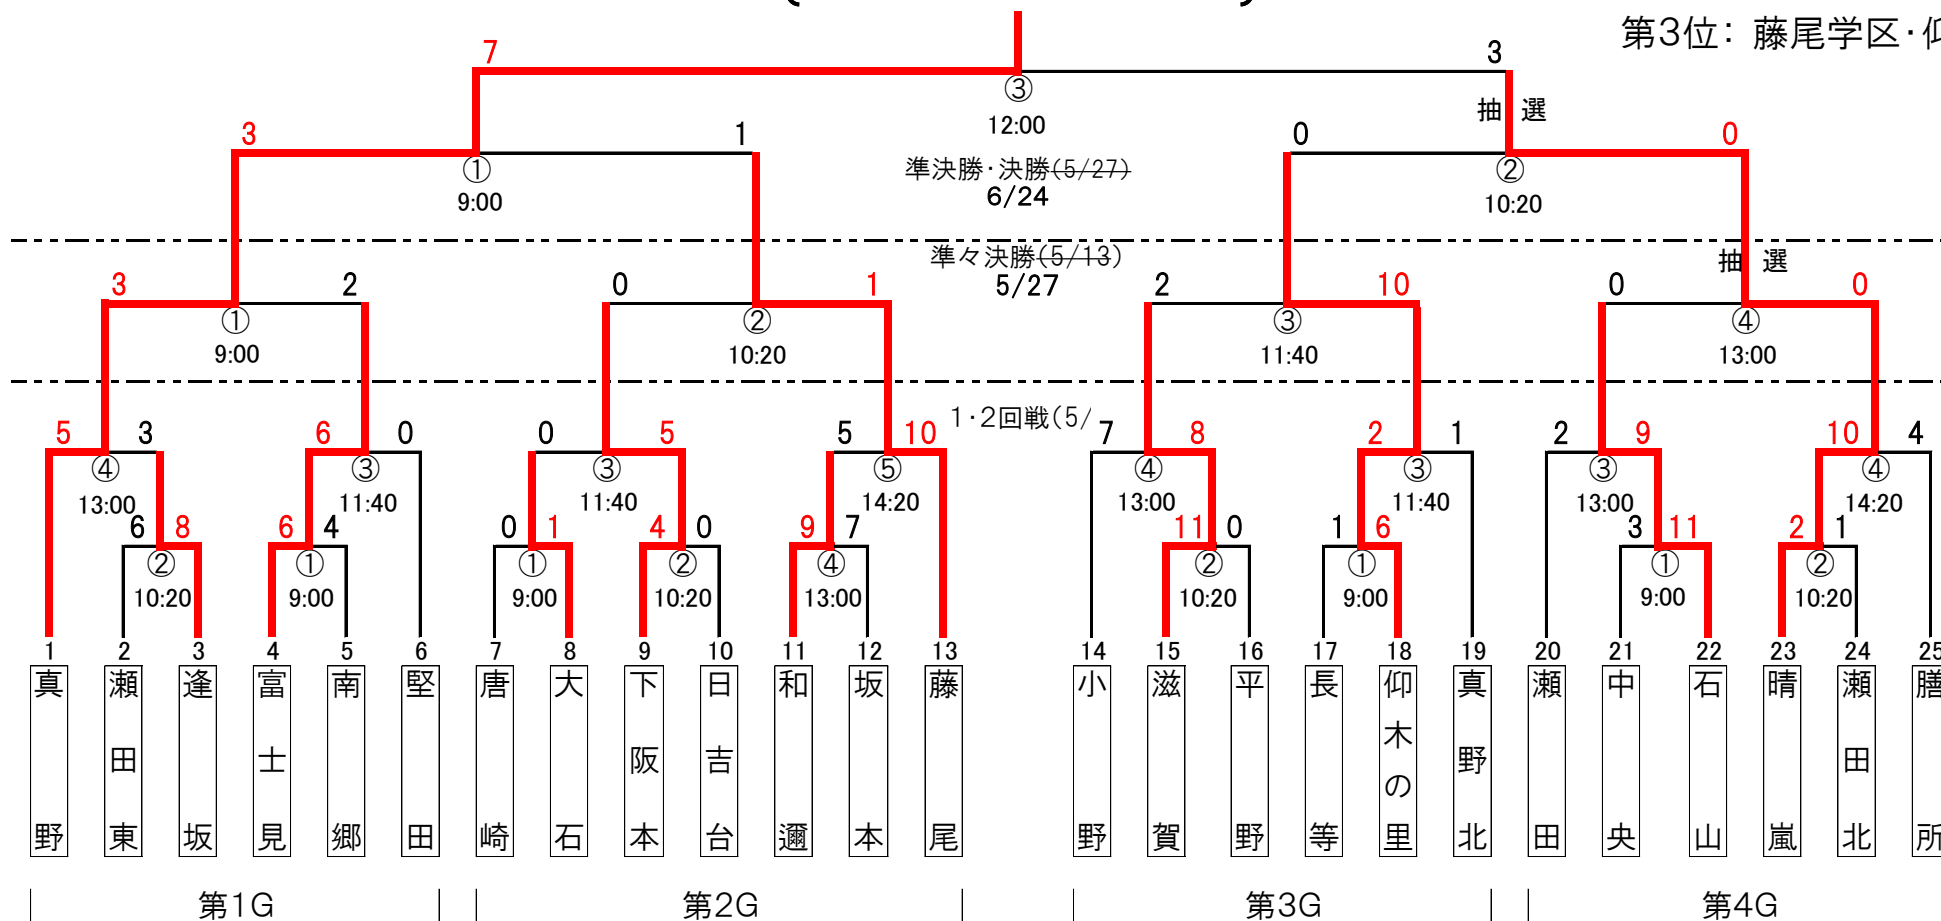 第3位：藤尾学区・仰
7 3
③
12:00
抽 選
3 1 0 0
① ②
9:00 10:20
準決勝・決勝(5/27)
6/24
準々決勝(5/13)
5/27
抽 選
3 2 0 1 2 10 0 0
① ② ③ ④
9:00 10:20 11:40 13:00
1・2回戦(5/
5 3 6 0 0 5 5 10 7 8 2 1 2 9 10 4
④ ③ ③ ⑤ ④ ③ ③ ④
13:00 11:40 11:40 14:20 13:00 11:40 13:00 14:20
6 8 6 4 0 1 4 0 9 7 11 0 1 6 3 11 2 1
② ① ① ② ④ ② ① ① ②
10:20 9:00 9:00 10:20 13:00 10:20 9:00 9:00 10:20
1 2 3 4 5 6 7 8 9 10 11 12 13 14 15 16 17 18 19 20 21 22 23 24 25
真野
瀬田東
逢坂
富士見
南郷
堅田
唐崎
大石
下阪本
日吉台
和邇
坂本
藤尾
小野
滋賀
平野
長等
仰木の里
真野北
瀬田
中央
石山
晴嵐
瀬田北
膳所
第1G 第2G 第3G 第4G